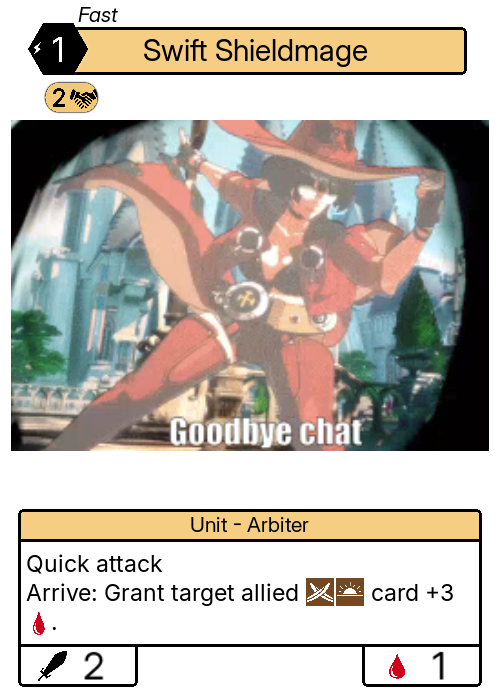 Fast
1
Swift Shieldmage
2
Goodbye chat
Unit - Arbiter
Quick attack
Arrive: Grant target allied card +3
.
2
1